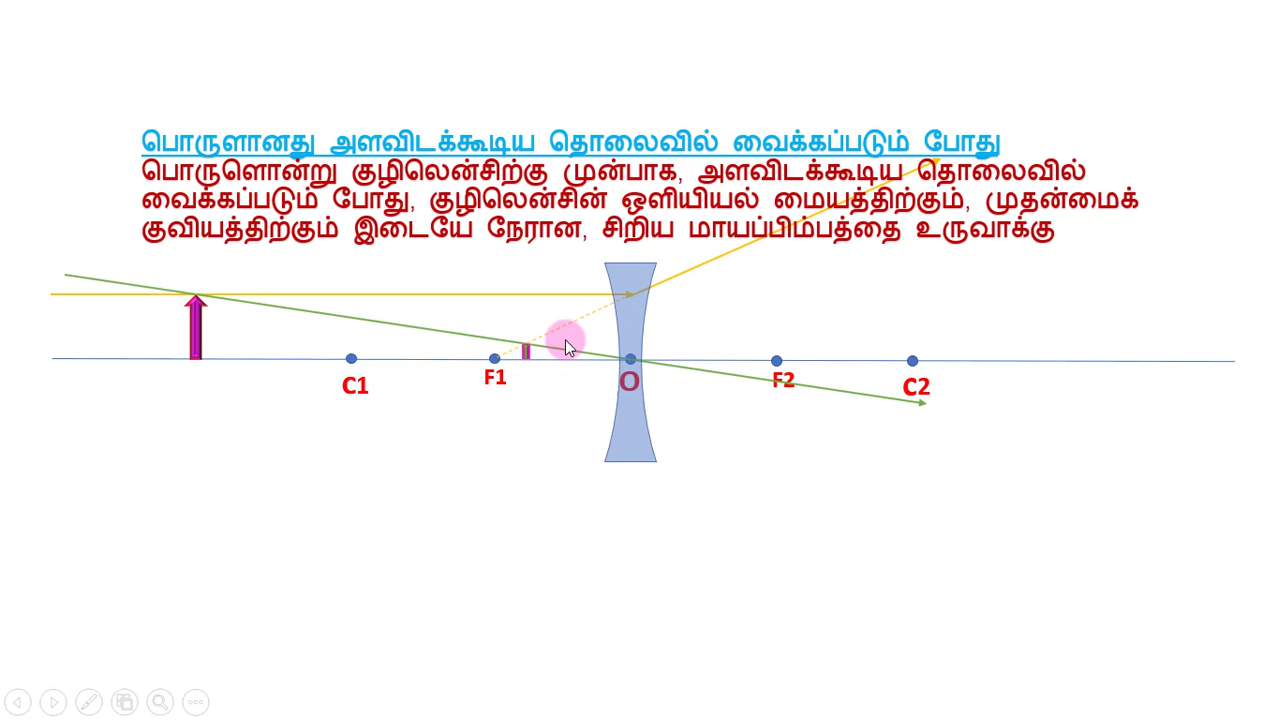 பொருளானது அளவிடக்கூடிய தொலைவில் வைக்கப்படும் போது
பொருளொன்று குழிலென்சிற்கு முன்பாக, அளவிடக்கூடிய தொலைவில்
வைக்கப்படும் போது, குழிலென்சின் ஒளியியல் மையத்திற்கும், முதன்மைக்
குவியத்திற்கும் இடையே நேரான, சிறிய மாயப்பிம்பத்தை உருவாக்கு
C1 F1 O F2 C2